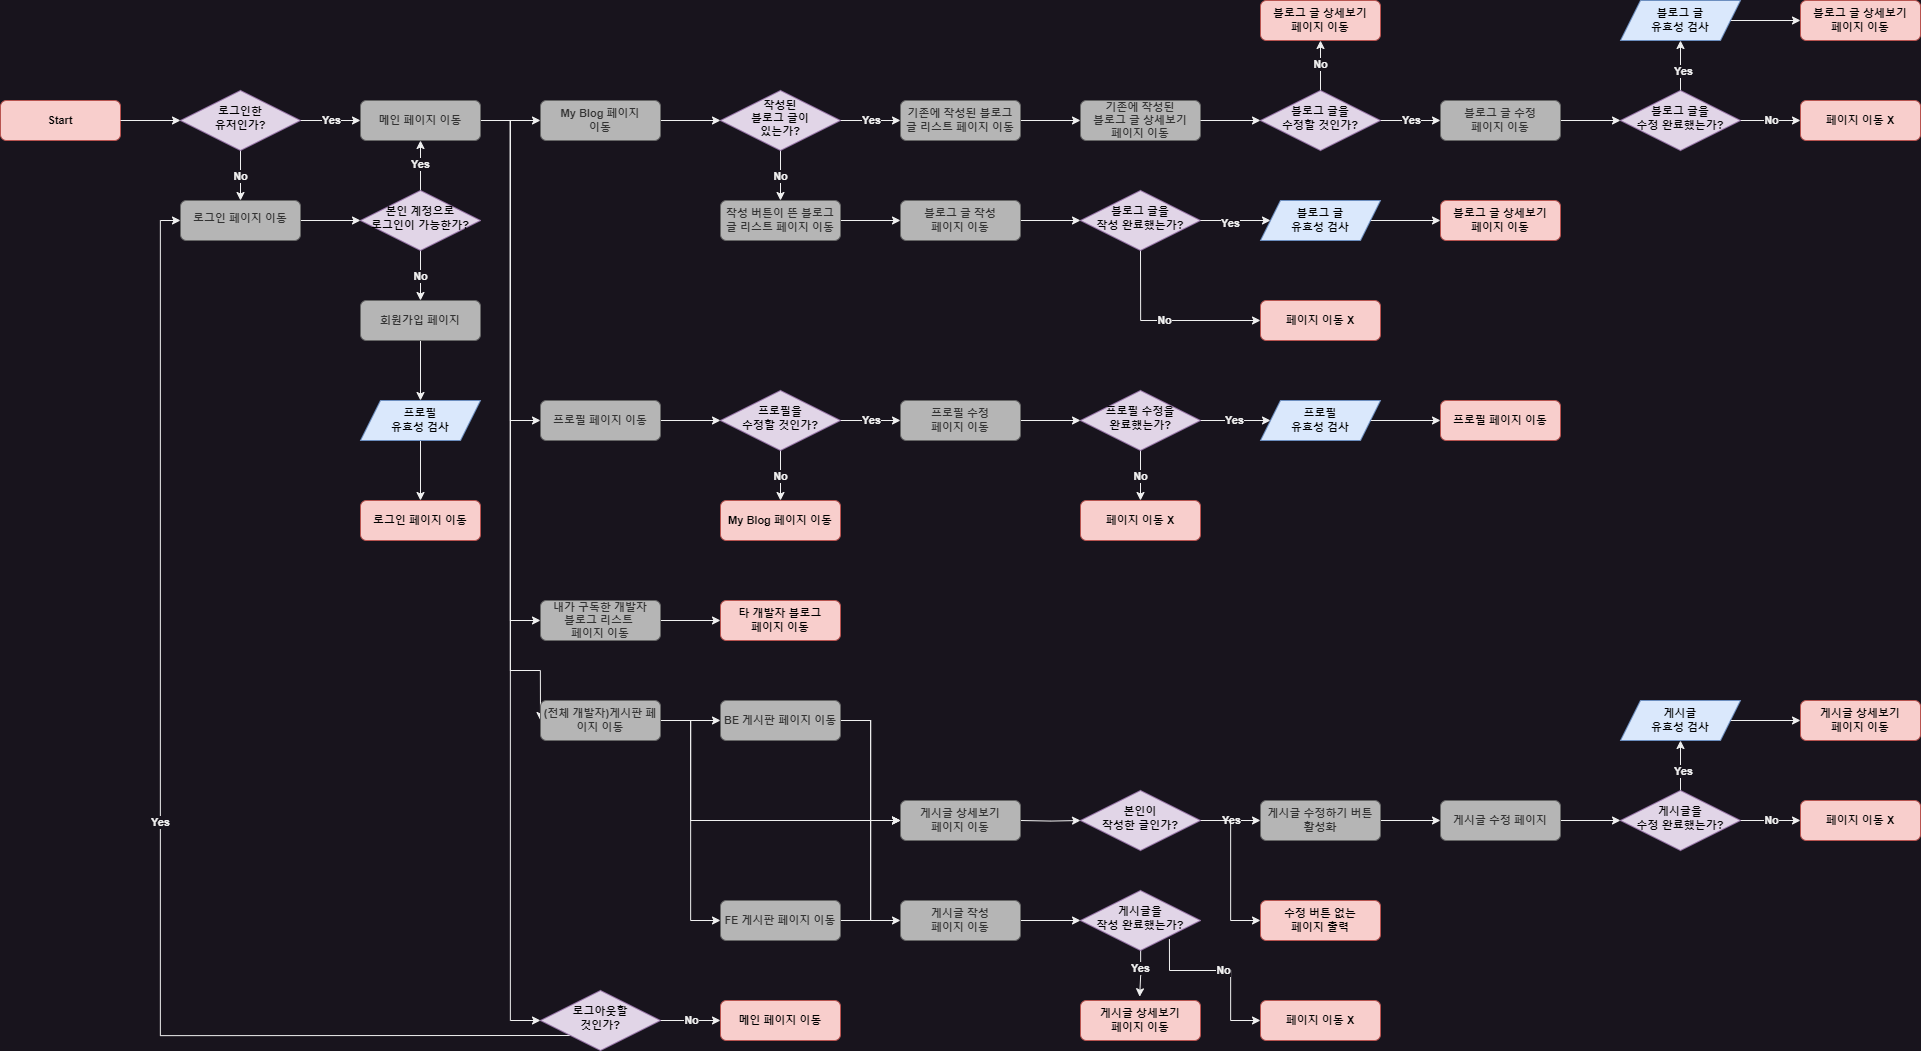 블로그 글 상세보기
페이지 이동
블로그 글
유효성 검사
블로그 글 상세보기
페이지 이동
No
Yes
Start
로그인한
유저인가?
Yes
메인 페이지 이동
My Blog 페이지
이동
작성된
블로그 글이
있는가?
Yes
기존에 작성된 블로그
글 리스트 페이지 이동
기존에 작성된
블로그 글 상세보기
페이지 이동
블로그 글을
수정할 것인가?
Yes
블로그 글 수정
페이지 이동
블로그 글을
수정 완료했는가?
No
페이지 이동 X
No
Yes
No
로그인 페이지 이동
본인 계정으로
로그인이 가능한가?
작성 버튼이 뜬 블로그
글 리스트 페이지 이동
블로그 글 작성
페이지 이동
블로그 글을
작성 완료했는가?
Yes
블로그 글
유효성 검사
블로그 글 상세보기
페이지 이동
No
회원가입 페이지
No
페이지 이동 X
프로필
유효성 검사
프로필 페이지 이동
프로필을
수정할 것인가?
Yes
프로필 수정
페이지 이동
프로필 수정을
완료했는가?
Yes
프로필
유효성 검사
프로필 페이지 이동
No
No
로그인 페이지 이동
My Blog 페이지 이동
페이지 이동 X
내가 구독한 개발자
블로그 리스트
페이지 이동
타 개발자 블로그
페이지 이동
(전체 개발자)게시판 페
이지 이동
BE 게시판 페이지 이동
게시글
유효성 검사
게시글 상세보기
페이지 이동
Yes
Yes
게시글 상세보기
페이지 이동
본인이
작성한 글인가?
Yes
게시글 수정하기 버튼
활성화
게시글 수정 페이지
게시글을
수정 완료했는가?
No
페이지 이동 X
FE 게시판 페이지 이동
게시글 작성
페이지 이동
게시글을
작성 완료했는가?
수정 버튼 없는
페이지 출력
Yes
No
로그아웃할
것인가?
No
메인 페이지 이동
게시글 상세보기
페이지 이동
페이지 이동 X